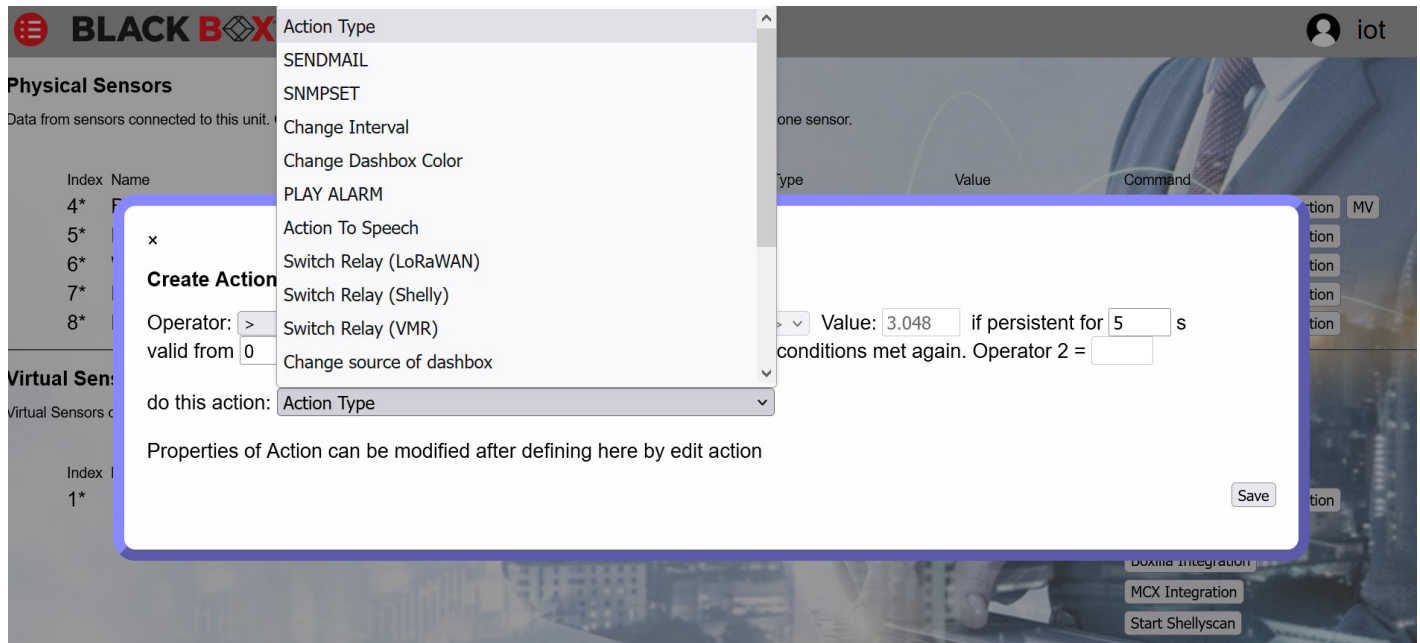 BLACK BOX
iot
Action Type
SENDMAIL
SNMPSET
Change Interval
Change Dashbox Color
PLAY ALARM
Action To Speech
Switch Relay (LoRaWAN)
Switch Relay (Shelly)
Switch Relay (VMR)
Change source of dashbox
Physical Sensors
Data from sensors connected to this unit. one sensor.
Index Name Type Value Command
4* MV
5*
6*
7*
8*
×
Create Action
Operator: > Value: 3.048 if persistent for 5 s
valid from 0 conditions met again. Operator 2 =
do this action: Action Type
Properties of Action can be modified after defining here by edit action
Save
Virtual Sens
Virtual Sensors
Index
1*
Boxilla Integration
MCX Integration
Start Shellyscan